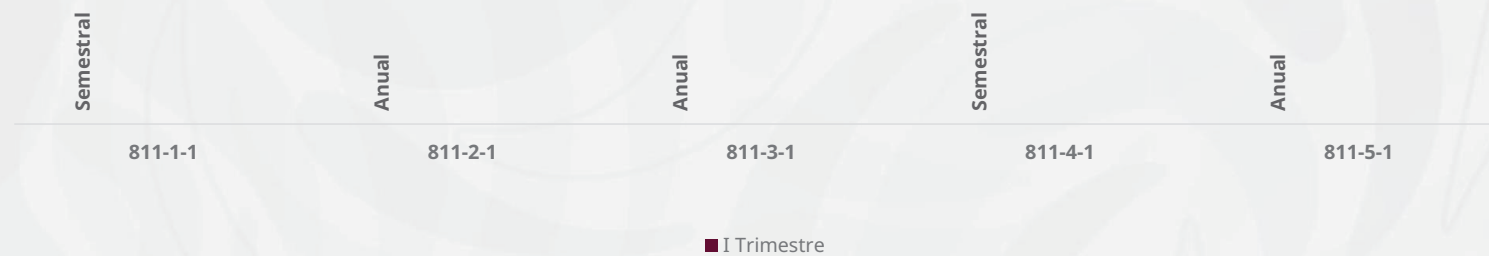 Semestral
Anual
Anual
Semestral
Anual
811-1-1
811-2-1
811-3-1
811-4-1
811-5-1
I Trimestre